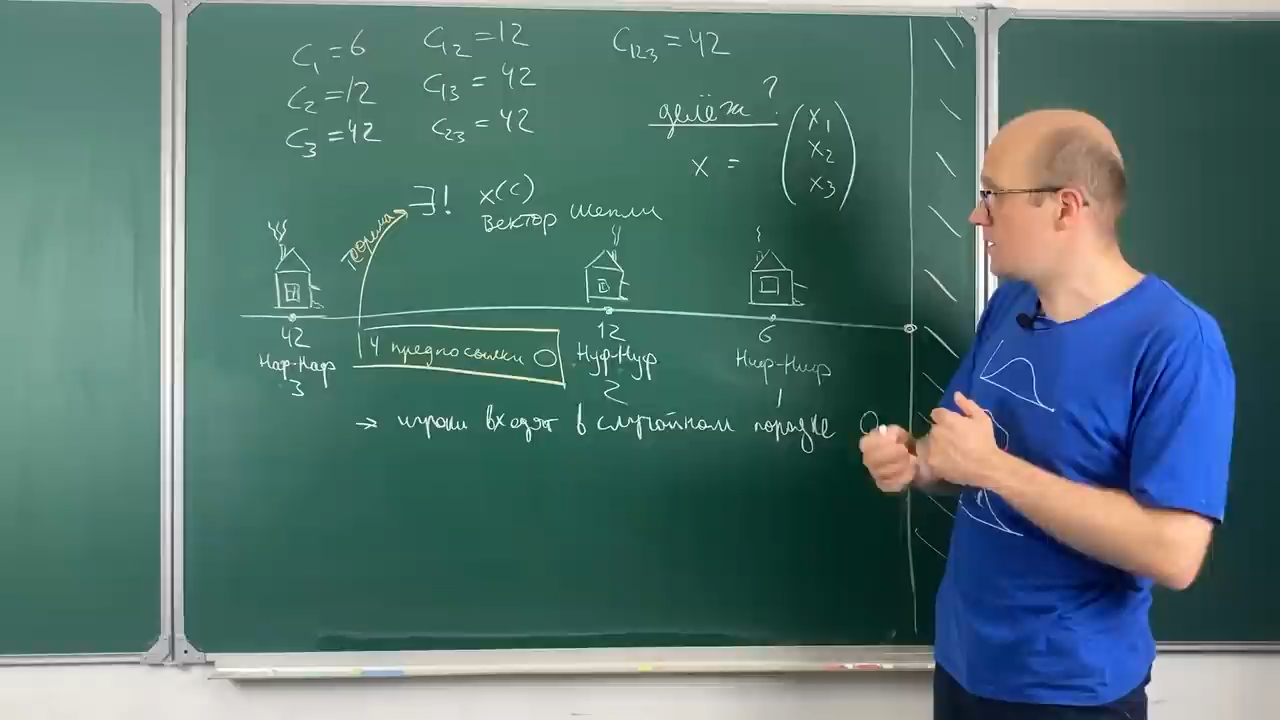 C₁ = 6
C₂ = 12
C₃ = 42
C₁₂ = 12
C₁₃ = 42
C₂₃ = 42
C₁₂₃ = 42
делёж ?
x = (x₁ x₂ x₃)
теорема
∃! x(c)
вектор Шепли
42
Наф-Наф
3
4 предпосылки
12
Нуф-Нуф
2
6
Ниф-Ниф
1
→ игроки входят в случайном порядке